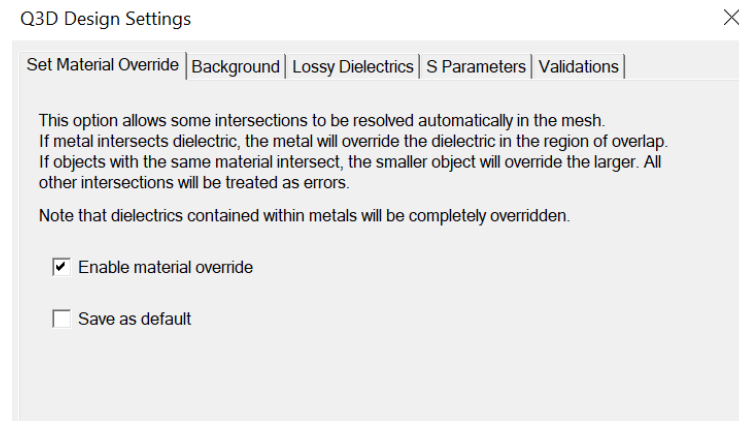 Q3D Design Settings
Set Material Override Background Lossy Dielectrics S Parameters Validations
This option allows some intersections to be resolved automatically in the mesh.
If metal intersects dielectric, the metal will override the dielectric in the region of overlap.
If objects with the same material intersect, the smaller object will override the larger. All
other intersections will be treated as errors.
Note that dielectrics contained within metals will be completely overridden.
Enable material override
Save as default